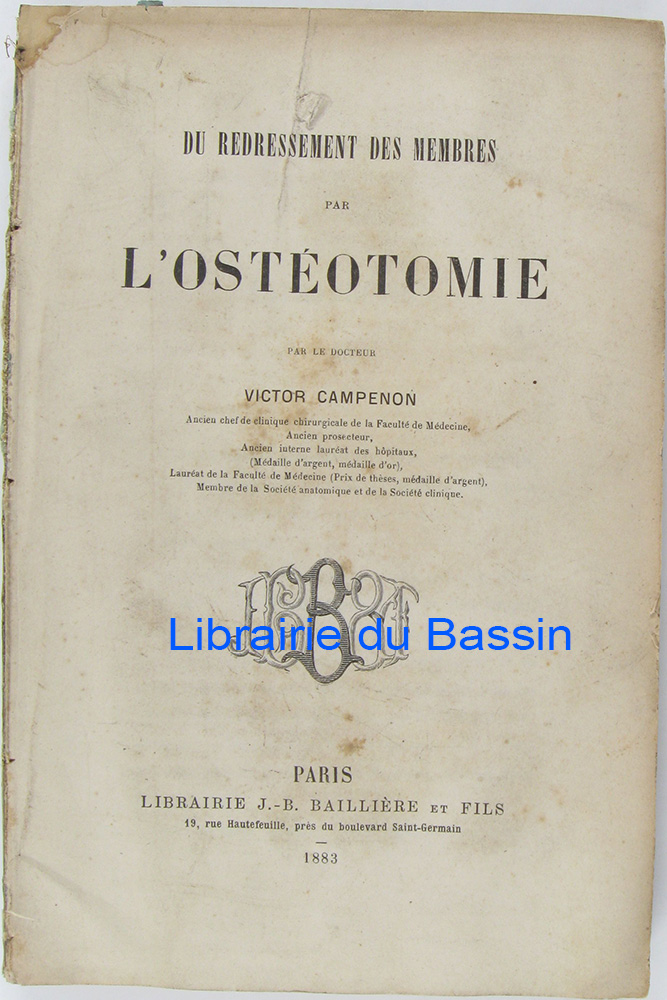 DU REDRESSEMENT DES MEMBRES
PAR
L'OSTÉOTOMIE
PAR LE DOCTEUR
VICTOR CAMPENON
Ancien chef de clinique chirurgicale de la Faculté de Médecine,
Ancien prosecteur,
Ancien interne lauréat des hôpitaux,
(Médaille d'argent, médaille d'or),
Lauréat de la Faculté de Médecine (Prix de thèses, médaille d'argent),
Membre de la Société anatomique et de la Société clinique.
Librairie du Bassin
PARIS
LIBRAIRIE J.-B. BAILLIÈRE ET FILS
19, rue Hautefeuille, près du boulevard Saint-Germain
1883